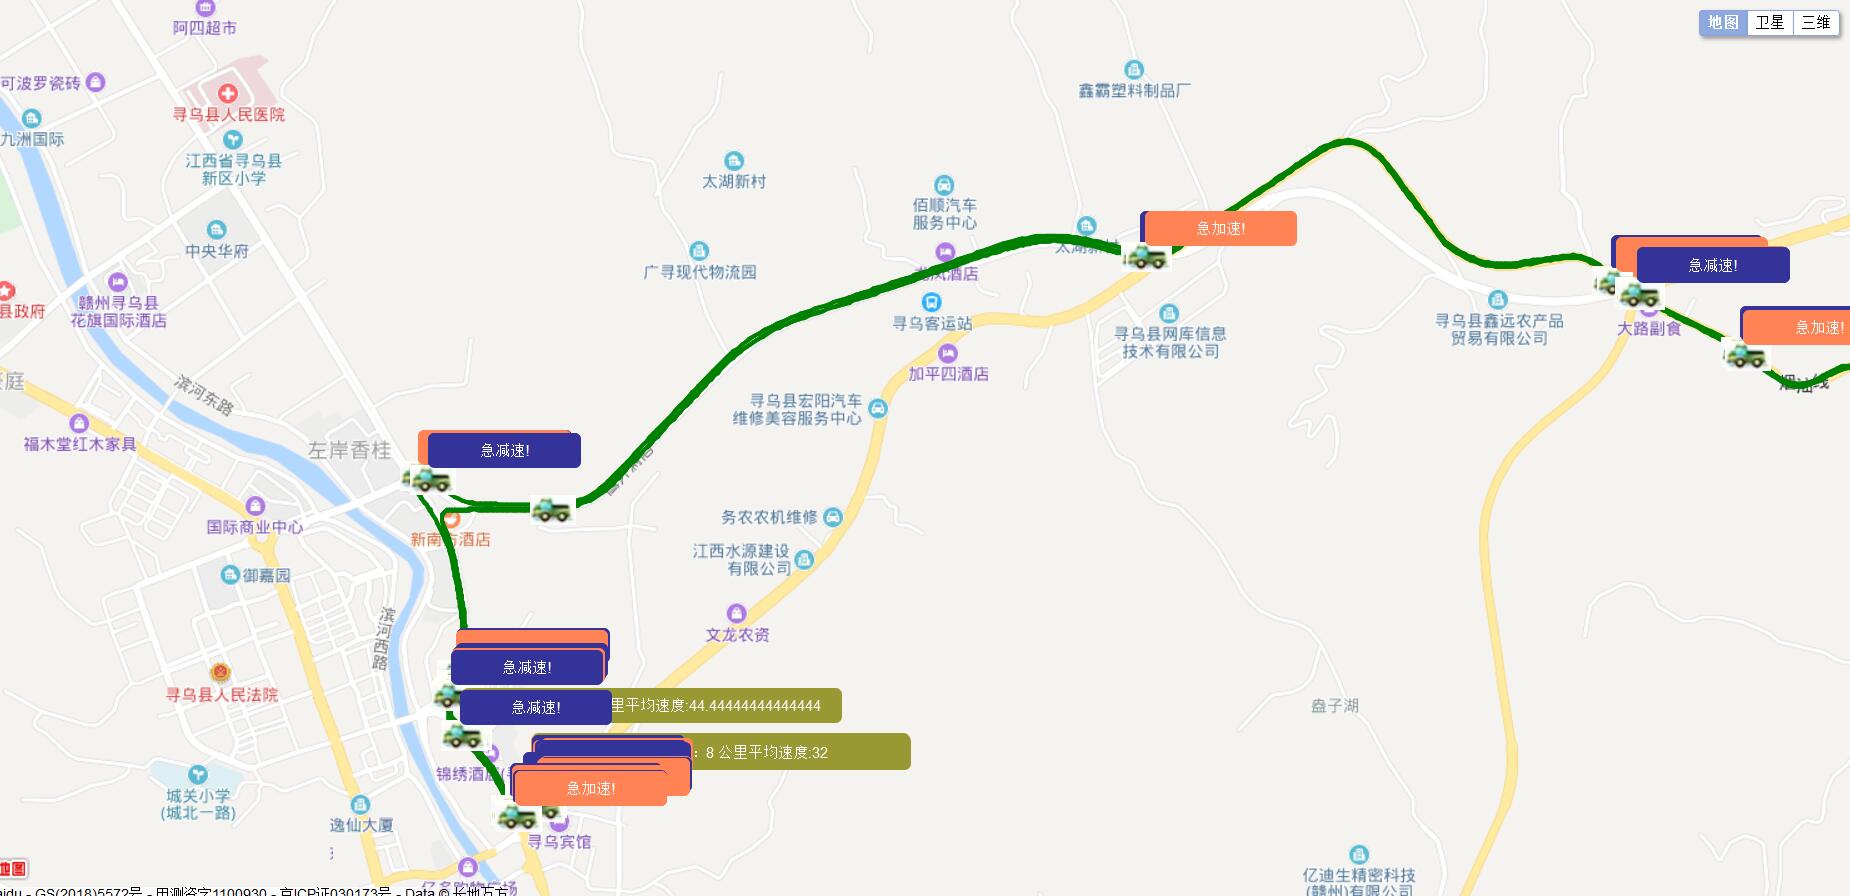 阿四超市
地图 卫星 三维
可波罗瓷砖
寻乌县人民医院
鑫霸塑料制品厂
九洲国际
江西省寻乌县
新区小学
太湖新村
佰顺汽车
服务中心
急加速!
中央华府
太湖新村
广寻现代物流园
龙凤酒店
急减速!
赣州寻乌县
花旗国际酒店
县政府
寻乌客运站
寻乌县网库信息
技术有限公司
寻乌县鑫远农产品
贸易有限公司
大路副食
急加速!
加平四酒店
滨河东路
寻乌县宏阳汽车
维修美容服务中心
福木堂红木家具
左岸香桂
急减速!
国际商业中心
新南方酒店
务农农机维修
江西水源建设
有限公司
御嘉园
滨河西路
文龙农资
急减速!
寻乌县人民法院
急减速!
里平均速度:44.44444444444444
盎子湖
: 8 公里平均速度:32
锦绣酒店(
急加速!
城关小学
(城北一路)
逸仙大厦
寻乌宾馆
地图
亿迪生精密科技
(赣州)有限公司
aidu - GS(2018)5572号 - 甲测资字1100930 - 京ICP证030173号 - Data © 长地万方